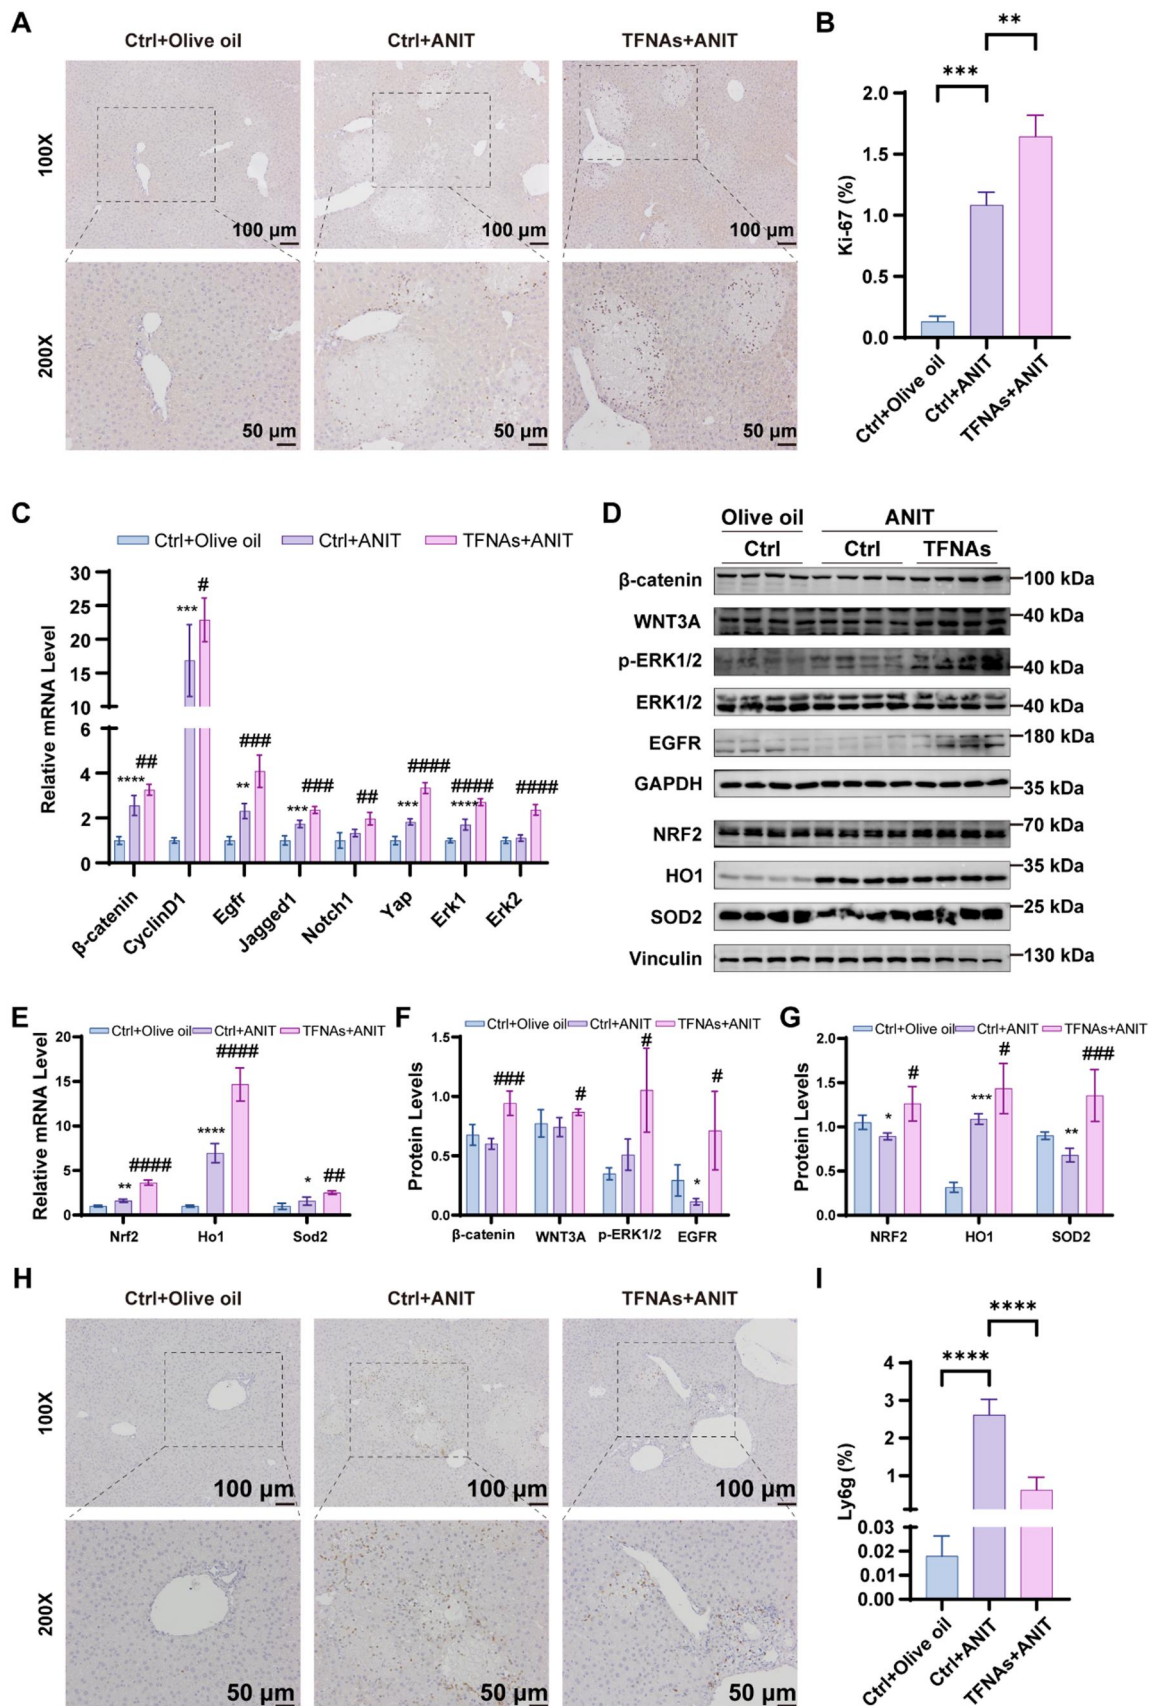 A
Ctrl+Olive oil
Ctrl+ANIT
TFNAs+ANIT
100X
100 μm
100 μm
100 μm
200X
50 μm
50 μm
50 μm
B
**
***
2.0
1.5
1.0
0.5
0.0
Ki-67 (%)
Ctrl+Olive oil
Ctrl+ANIT
TFNAs+ANIT
C
Ctrl+Olive oil
Ctrl+ANIT
TFNAs+ANIT
Relative mRNA Level
30
25
20
15
10
6
4
2
0
**** ##
*** #
** ###
*** ###
##
*** ####
**** ####
####
β-catenin
CyclinD1
Egfr
Jagged1
Notch1
Yap
Erk1
Erk2
D
Olive oil ANIT
Ctrl Ctrl TFNAs
β-catenin 100 kDa
WNT3A 40 kDa
p-ERK1/2 40 kDa
ERK1/2 40 kDa
EGFR 180 kDa
GAPDH 35 kDa
NRF2 70 kDa
HO1 35 kDa
SOD2 25 kDa
Vinculin 130 kDa
E
Ctrl+Olive oil Ctrl+ANIT TFNAs+ANIT
Relative mRNA Level
20
15
10
5
0
** ####
**** ####
* ##
Nrf2 Ho1 Sod2
F
Ctrl+Olive oil Ctrl+ANIT TFNAs+ANIT
Protein Levels
1.5
1.0
0.5
0.0
###
#
#
* #
β-catenin WNT3A p-ERK1/2 EGFR
G
Ctrl+Olive oil Ctrl+ANIT TFNAs+ANIT
Protein Levels
2.0
1.5
1.0
0.5
0.0
* #
*** #
** ###
NRF2 HO1 SOD2
H
Ctrl+Olive oil
Ctrl+ANIT
TFNAs+ANIT
100X
100 μm
100 μm
100 μm
200X
50 μm
50 μm
50 μm
I
****
****
4
3
2
1
0.03
0.02
0.01
0.00
Ly6g (%)
Ctrl+Olive oil
Ctrl+ANIT
TFNAs+ANIT